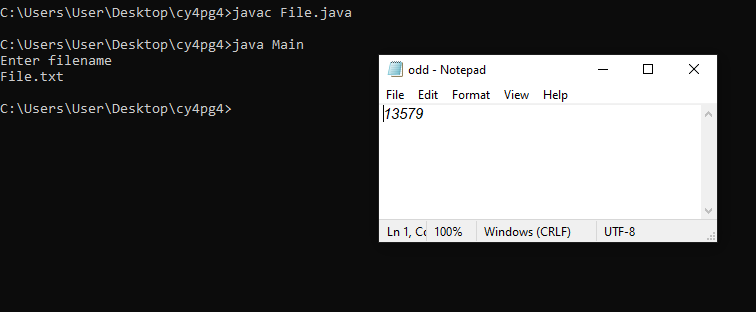 C:\Users\User\Desktop\cy4pg4>javac File.java
C:\Users\User\Desktop\cy4pg4>java Main
Enter filename
File.txt
C:\Users\User\Desktop\cy4pg4>
odd - Notepad
File Edit Format View Help
13579
Ln 1, Cc 100% Windows (CRLF) UTF-8